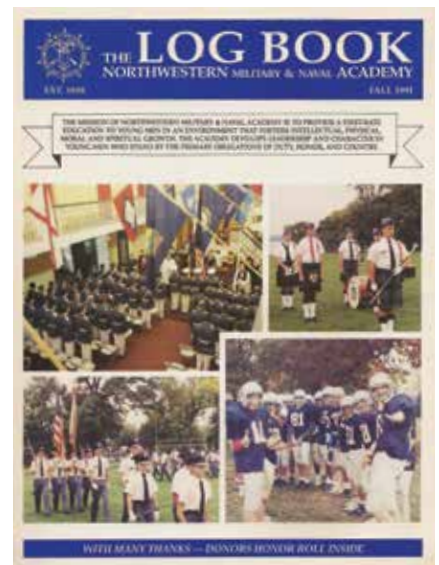 THE LOG BOOK
NORTHWESTERN MILITARY & NAVAL ACADEMY
EST. 1888
FALL 1991
THE MISSION OF NORTHWESTERN MILITARY & NAVAL ACADEMY IS TO PROVIDE A FIRST-RATE
EDUCATION TO YOUNG MEN IN AN ENVIRONMENT THAT FOSTERS INTELLECTUAL, PHYSICAL,
MORAL AND SPIRITUAL GROWTH. THE ACADEMY DEVELOPS LEADERSHIP AND CHARACTER IN
YOUNG MEN WHO STAND BY THE PRIMARY OBLIGATIONS OF DUTY, HONOR, AND COUNTRY.
81
WITH MANY THANKS — DONORS HONOR ROLL INSIDE